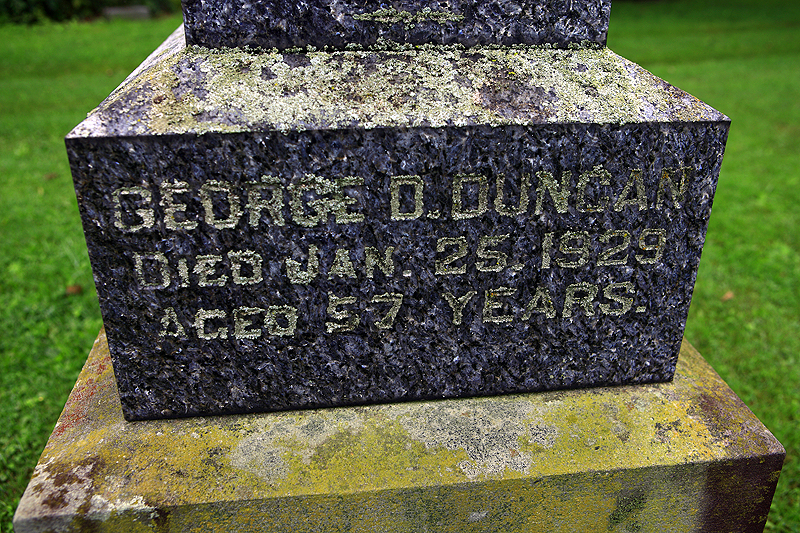 GEORGE D. DUNCAN
DIED JAN. 25, 1929
AGED 57 YEARS.